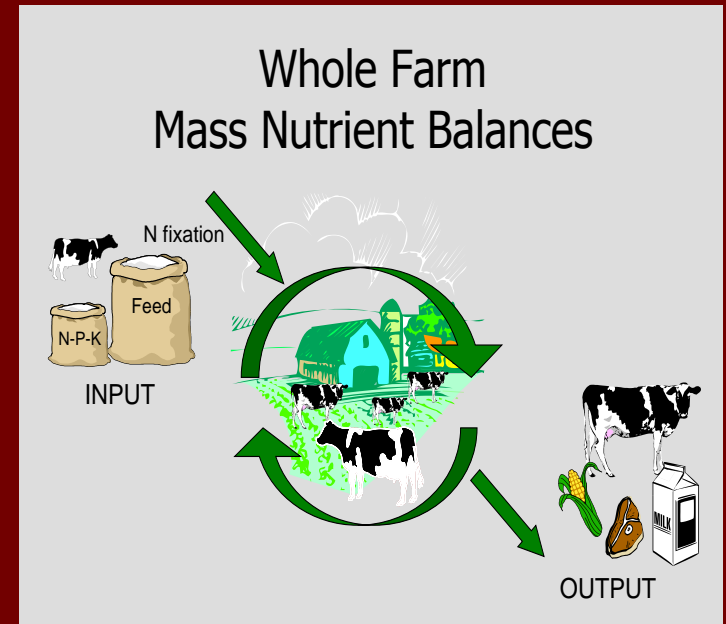 Whole Farm
Mass Nutrient Balances
N fixation
Feed
N-P-K
INPUT
MILK
OUTPUT